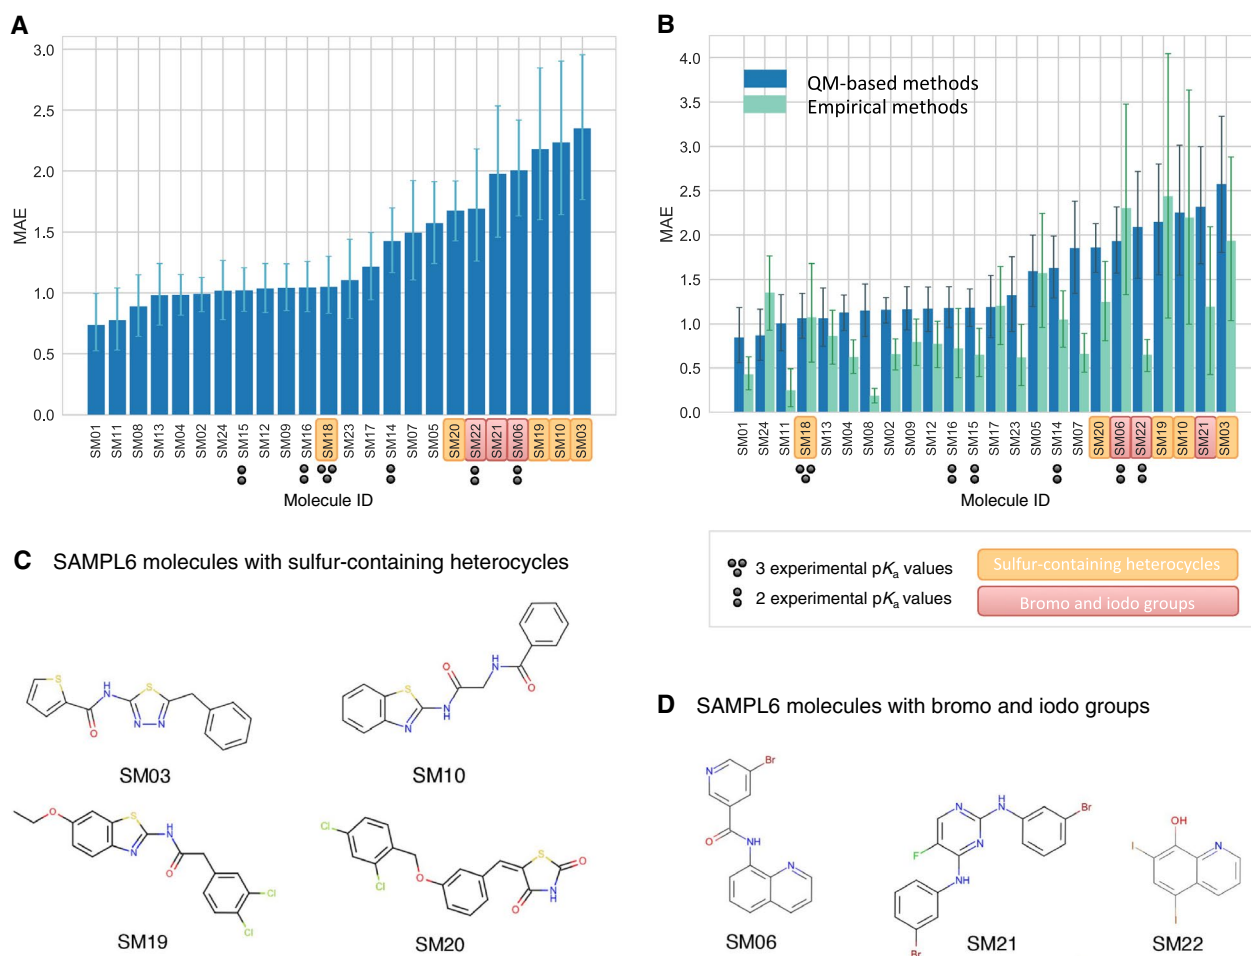 A
3.0
2.5
2.0
1.5
1.0
0.5
0.0
MAE
SM01
SM11
SM08
SM13
SM04
SM02
SM24
SM15
SM12
SM09
SM16
SM18
SM23
SM17
SM14
SM07
SM05
SM20
SM22
SM21
SM06
SM19
SM10
SM03
Molecule ID
B
4.0
3.5
3.0
2.5
2.0
1.5
1.0
0.5
0.0
MAE
QM-based methods
Empirical methods
SM01
SM24
SM11
SM18
SM13
SM04
SM08
SM02
SM09
SM12
SM16
SM15
SM17
SM23
SM05
SM14
SM07
SM20
SM06
SM22
SM19
SM10
SM21
SM03
Molecule ID
3 experimental pKa values
2 experimental pKa values
Sulfur-containing heterocycles
Bromo and iodo groups
C SAMPL6 molecules with sulfur-containing heterocycles
S
O
H
N
S
N
N
SM03
S
N
NH
O
H
N
O
SM10
O
S
N
NH
O
Cl
Cl
SM19
Cl
Cl
O
S
O
NH
O
SM20
D SAMPL6 molecules with bromo and iodo groups
N
Br
O
NH
N
SM06
N
H
N
Br
F
N
NH
Br
SM21
OH
I
N
I
SM22